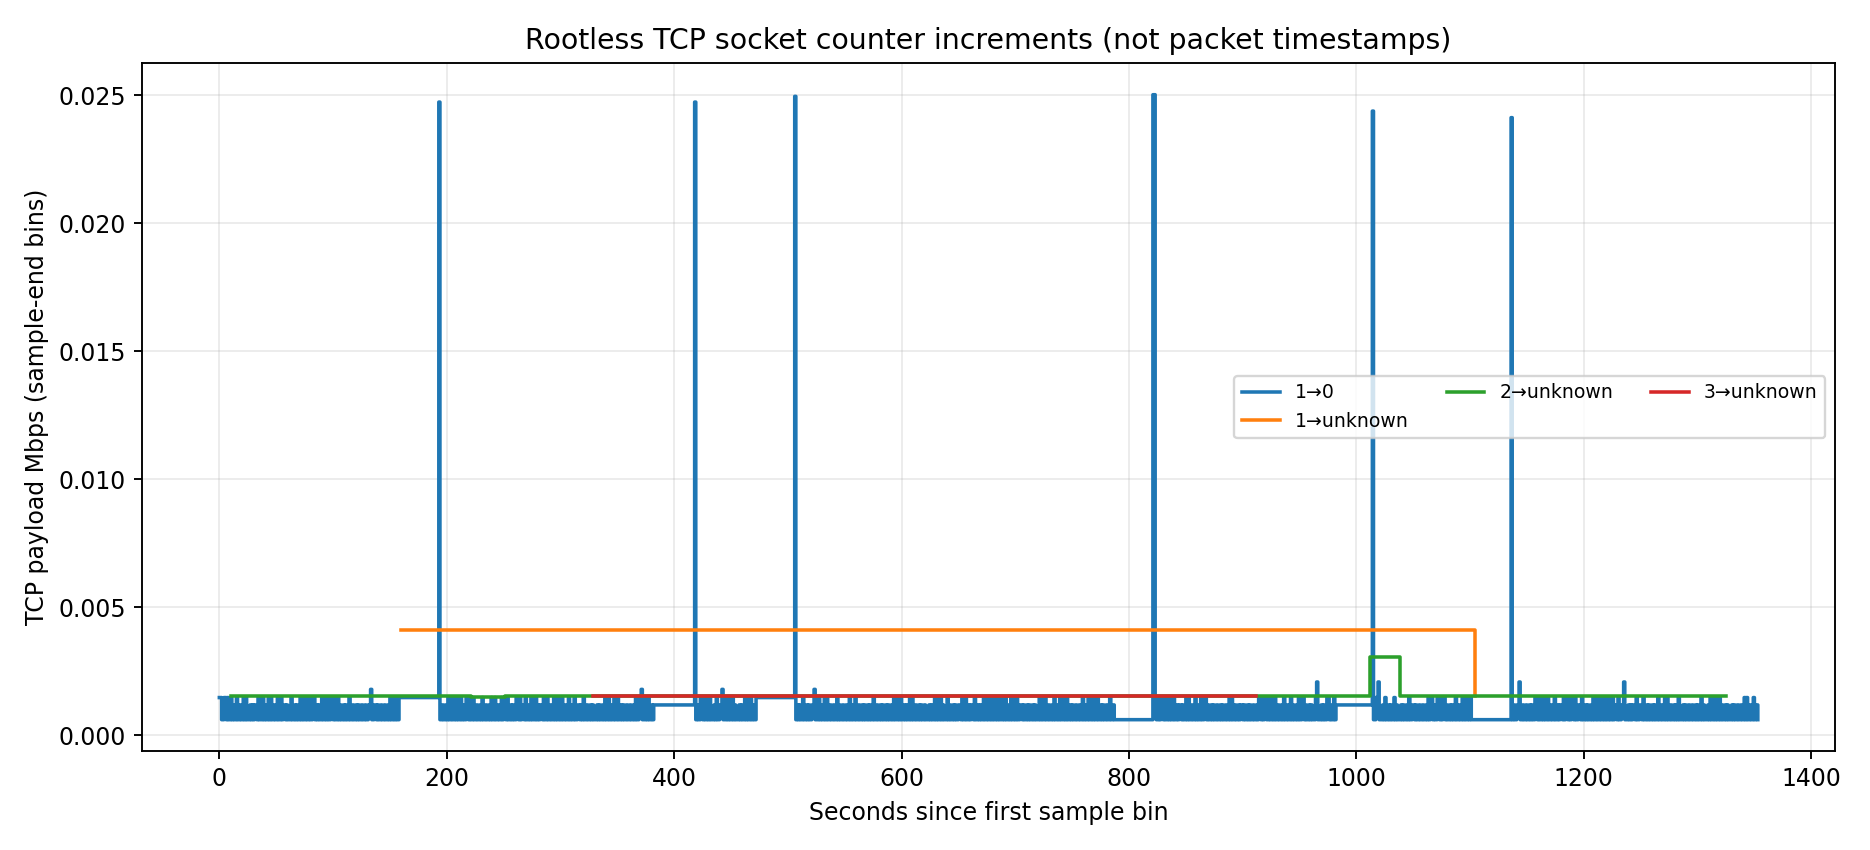 Rootless TCP socket counter increments (not packet timestamps)
TCP payload Mbps (sample-end bins)
0.025
0.020
0.015
0.010
0.005
0.000
1→0
2→unknown
3→unknown
1→unknown
0 200 400 600 800 1000 1200 1400
Seconds since first sample bin